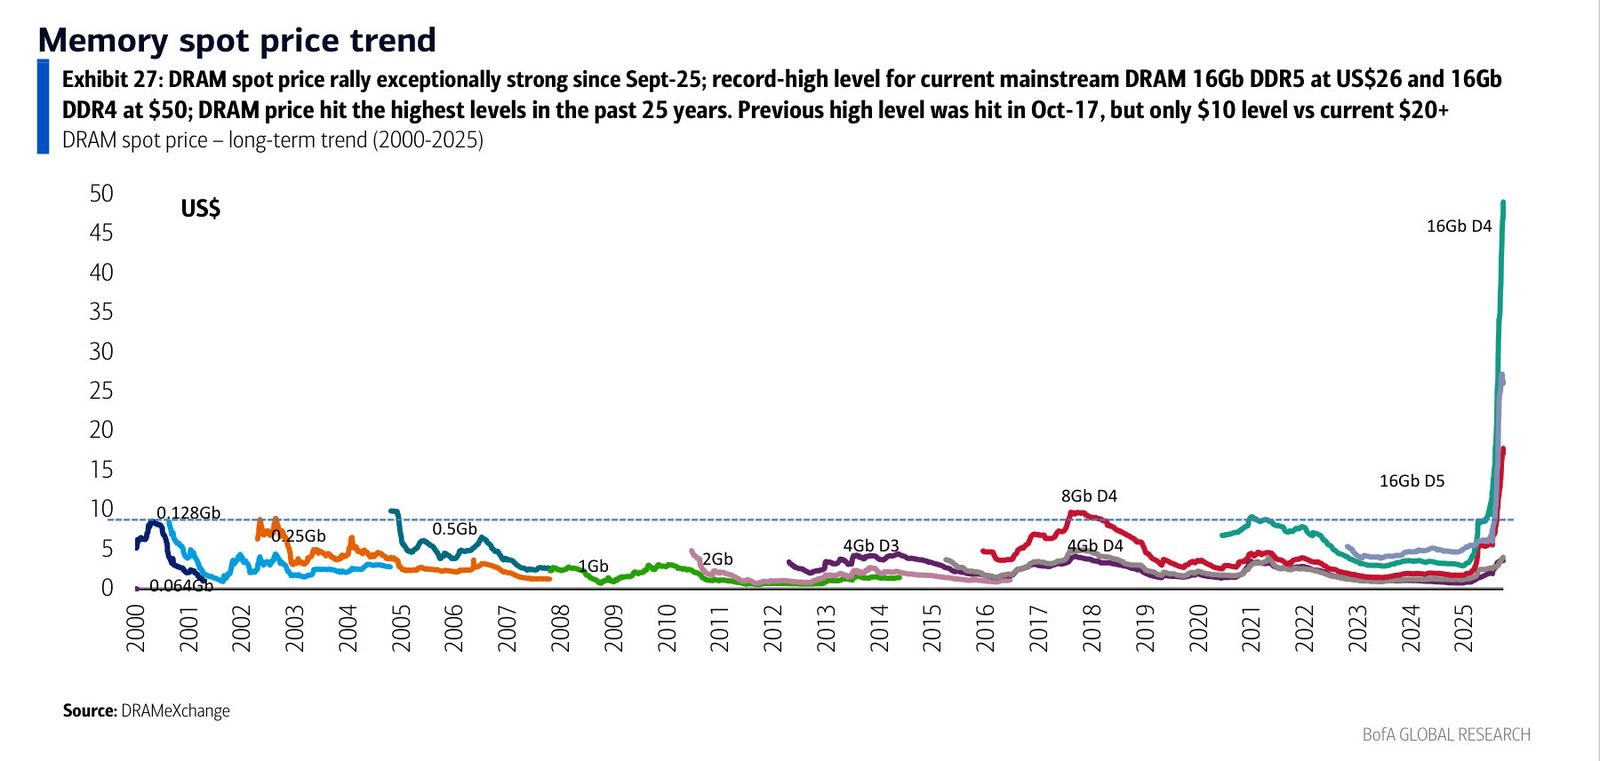 Memory spot price trend
Exhibit 27: DRAM spot price rally exceptionally strong since Sept-25; record-high level for current mainstream DRAM 16Gb DDR5 at US$26 and 16Gb
DDR4 at $50; DRAM price hit the highest levels in the past 25 years. Previous high level was hit in Oct-17, but only $10 level vs current $20+
DRAM spot price – long-term trend (2000-2025)
50
US$
45
16Gb D4
40
35
30
25
20
15
16Gb D5
10
8Gb D4
0.128Gb
0.25Gb
0.5Gb
5
4Gb D3
4Gb D4
2Gb
1Gb
0
0.064Gb
2000
2001
2002
2003
2004
2005
2006
2007
2008
2009
2010
2011
2012
2013
2014
2015
2016
2017
2018
2019
2020
2021
2022
2023
2024
2025
Source: DRAMeXchange
BofA GLOBAL RESEARCH